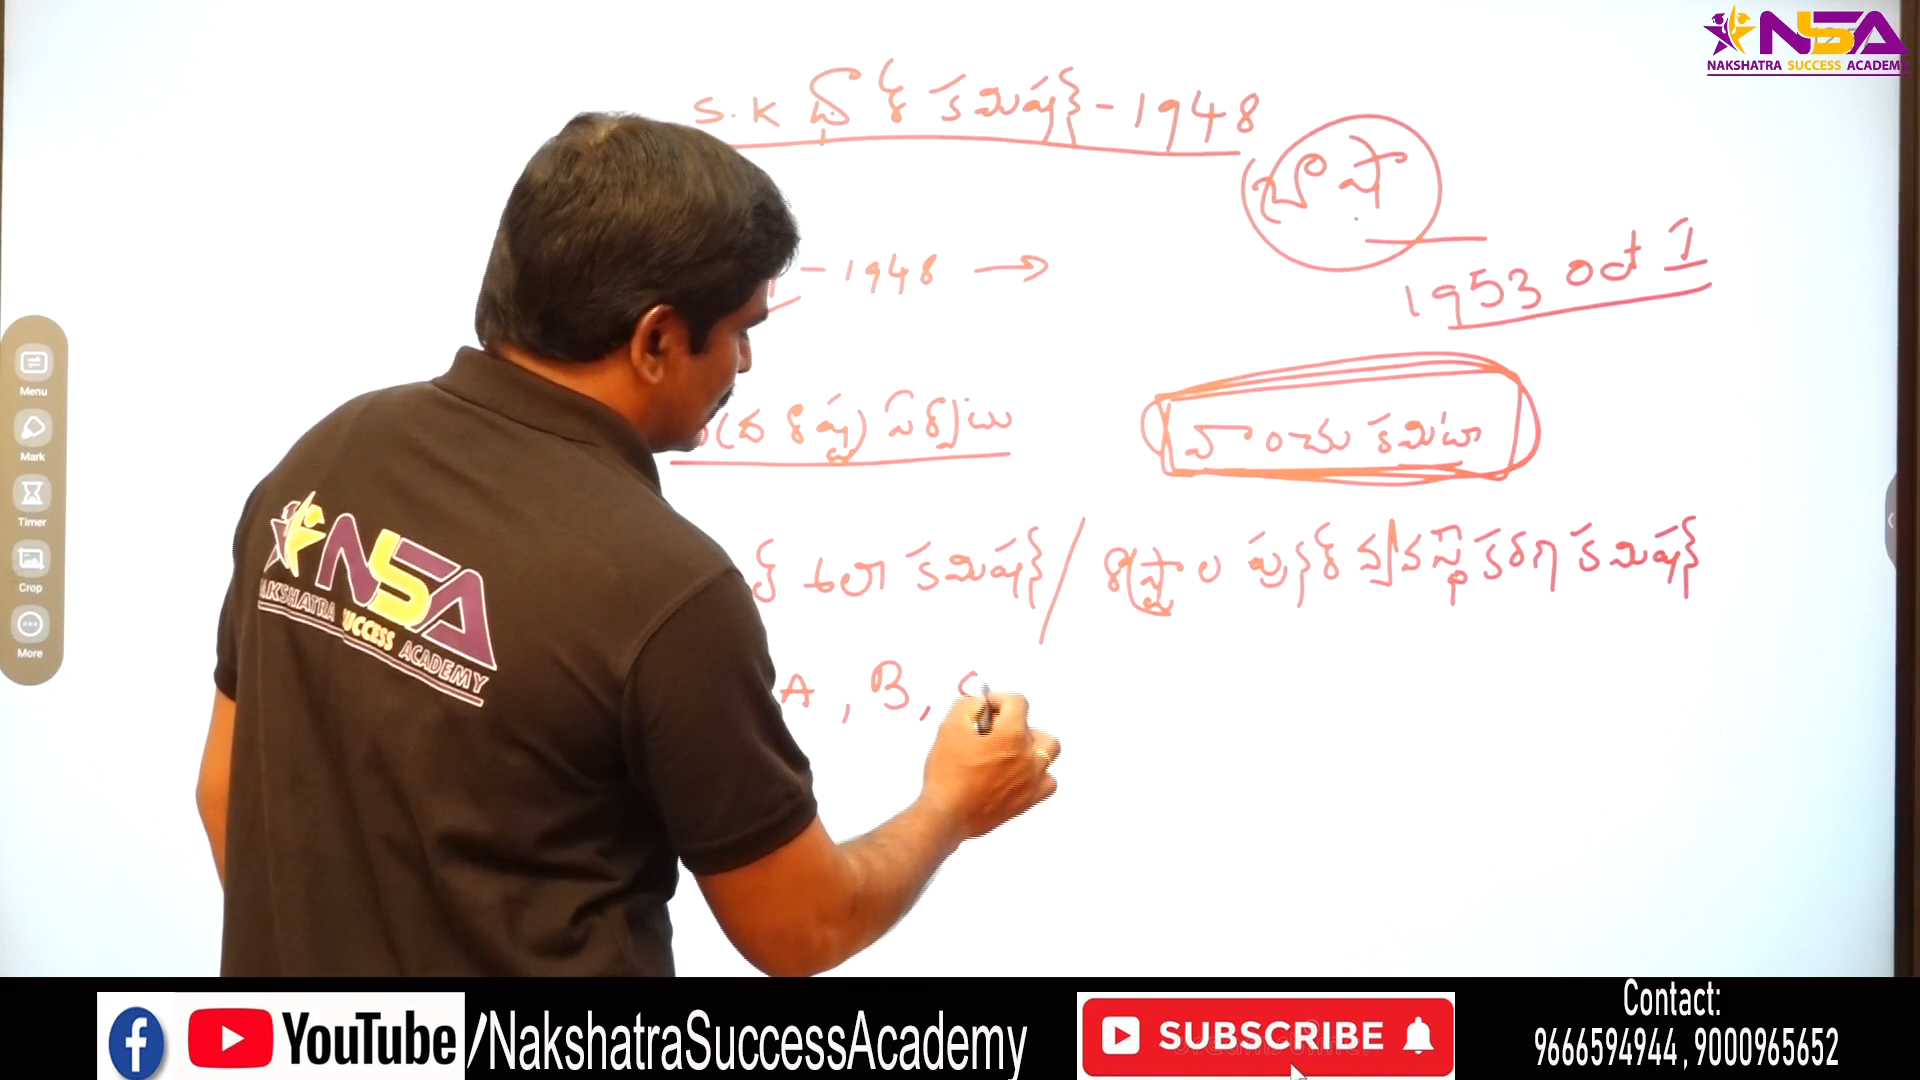 NSA
NAKSHATRA SUCCESS ACADEMY
S.K థార్ కమిషన్ - 1948
భాషా
- 1948 →
1953 oct 1
వాంచు కమిటీ
కమిషన్ / రాష్ట్రాల పునర్ వ్యవస్థీకరణ కమిషన్
A, B,
Menu
Mark
Timer
Crop
More
NSA
NAKSHATRA SUCCESS ACADEMY
YouTube /NakshatraSuccessAcademy
SUBSCRIBE
Contact:
9666594944, 9000965652